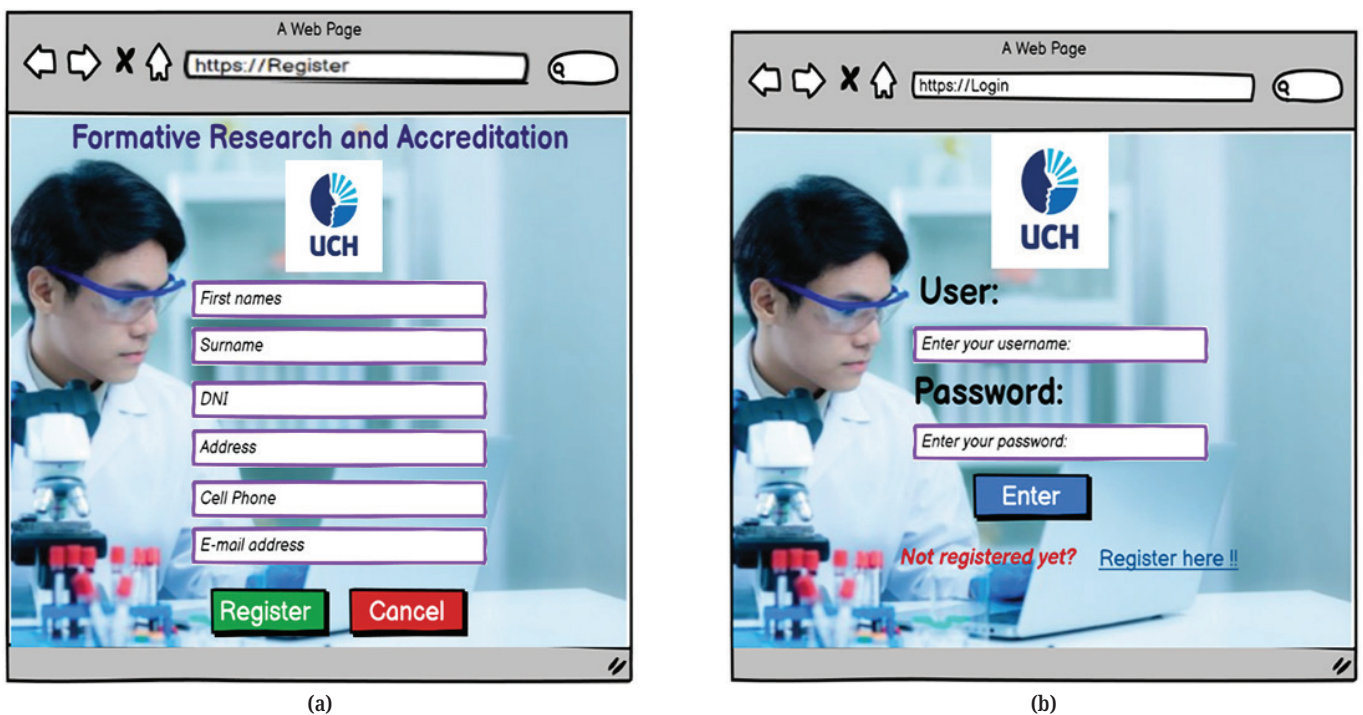 A Web Page
https://Register
Formative Research and Accreditation
UCH
First names
Surname
DNI
Address
Cell Phone
E-mail address
Register Cancel
(a)
A Web Page
https://Login
UCH
User:
Enter your username:
Password:
Enter your password:
Enter
Not registered yet? Register here !!
(b)